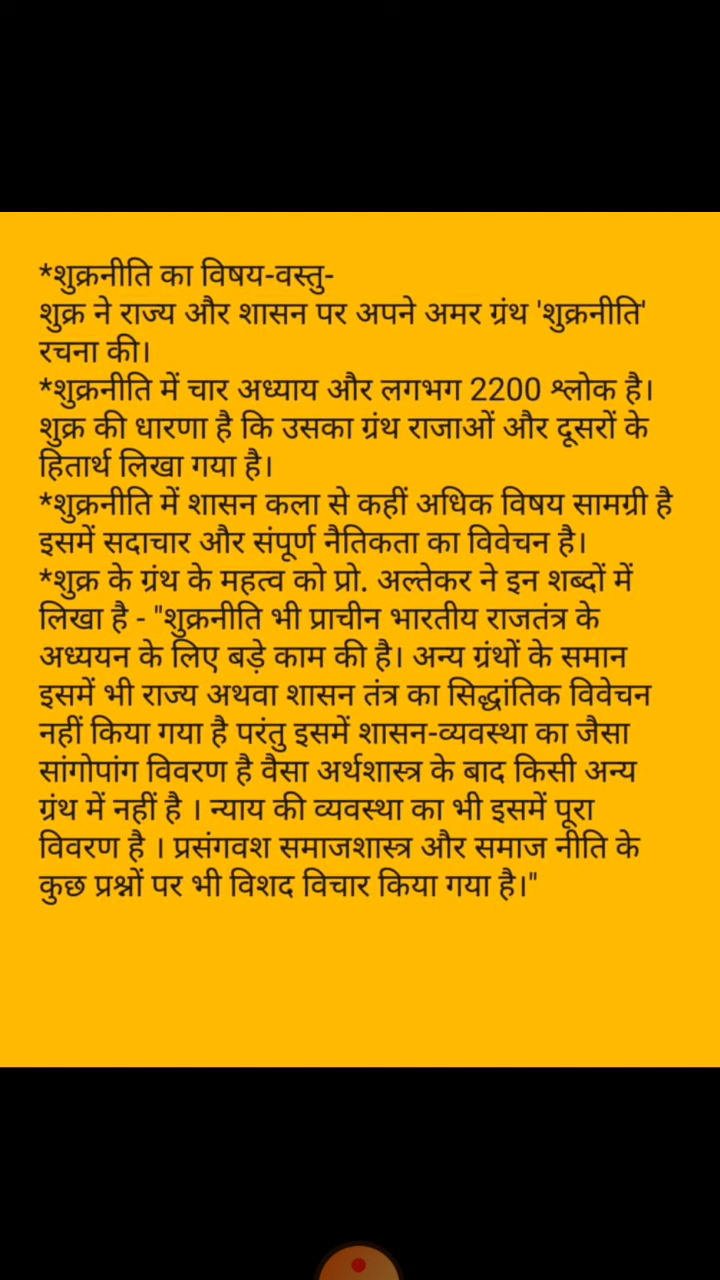 *शुक्रनीति का विषय-वस्तु-
शुक्र ने राज्य और शासन पर अपने अमर ग्रंथ 'शुक्रनीति'
रचना की।
*शुक्रनीति में चार अध्याय और लगभग 2200 श्लोक है।
शुक्र की धारणा है कि उसका ग्रंथ राजाओं और दूसरों के
हितार्थ लिखा गया है।
*शुक्रनीति में शासन कला से कहीं अधिक विषय सामग्री है
इसमें सदाचार और संपूर्ण नैतिकता का विवेचन है।
*शुक्र के ग्रंथ के महत्व को प्रो. अल्तेकर ने इन शब्दों में
लिखा है - "शुक्रनीति भी प्राचीन भारतीय राजतंत्र के
अध्ययन के लिए बड़े काम की है। अन्य ग्रंथों के समान
इसमें भी राज्य अथवा शासन तंत्र का सिद्धांतिक विवेचन
नहीं किया गया है परंतु इसमें शासन-व्यवस्था का जैसा
सांगोपांग विवरण है वैसा अर्थशास्त्र के बाद किसी अन्य
ग्रंथ में नहीं है । न्याय की व्यवस्था का भी इसमें पूरा
विवरण है । प्रसंगवश समाजशास्त्र और समाज नीति के
कुछ प्रश्नों पर भी विशद विचार किया गया है।"